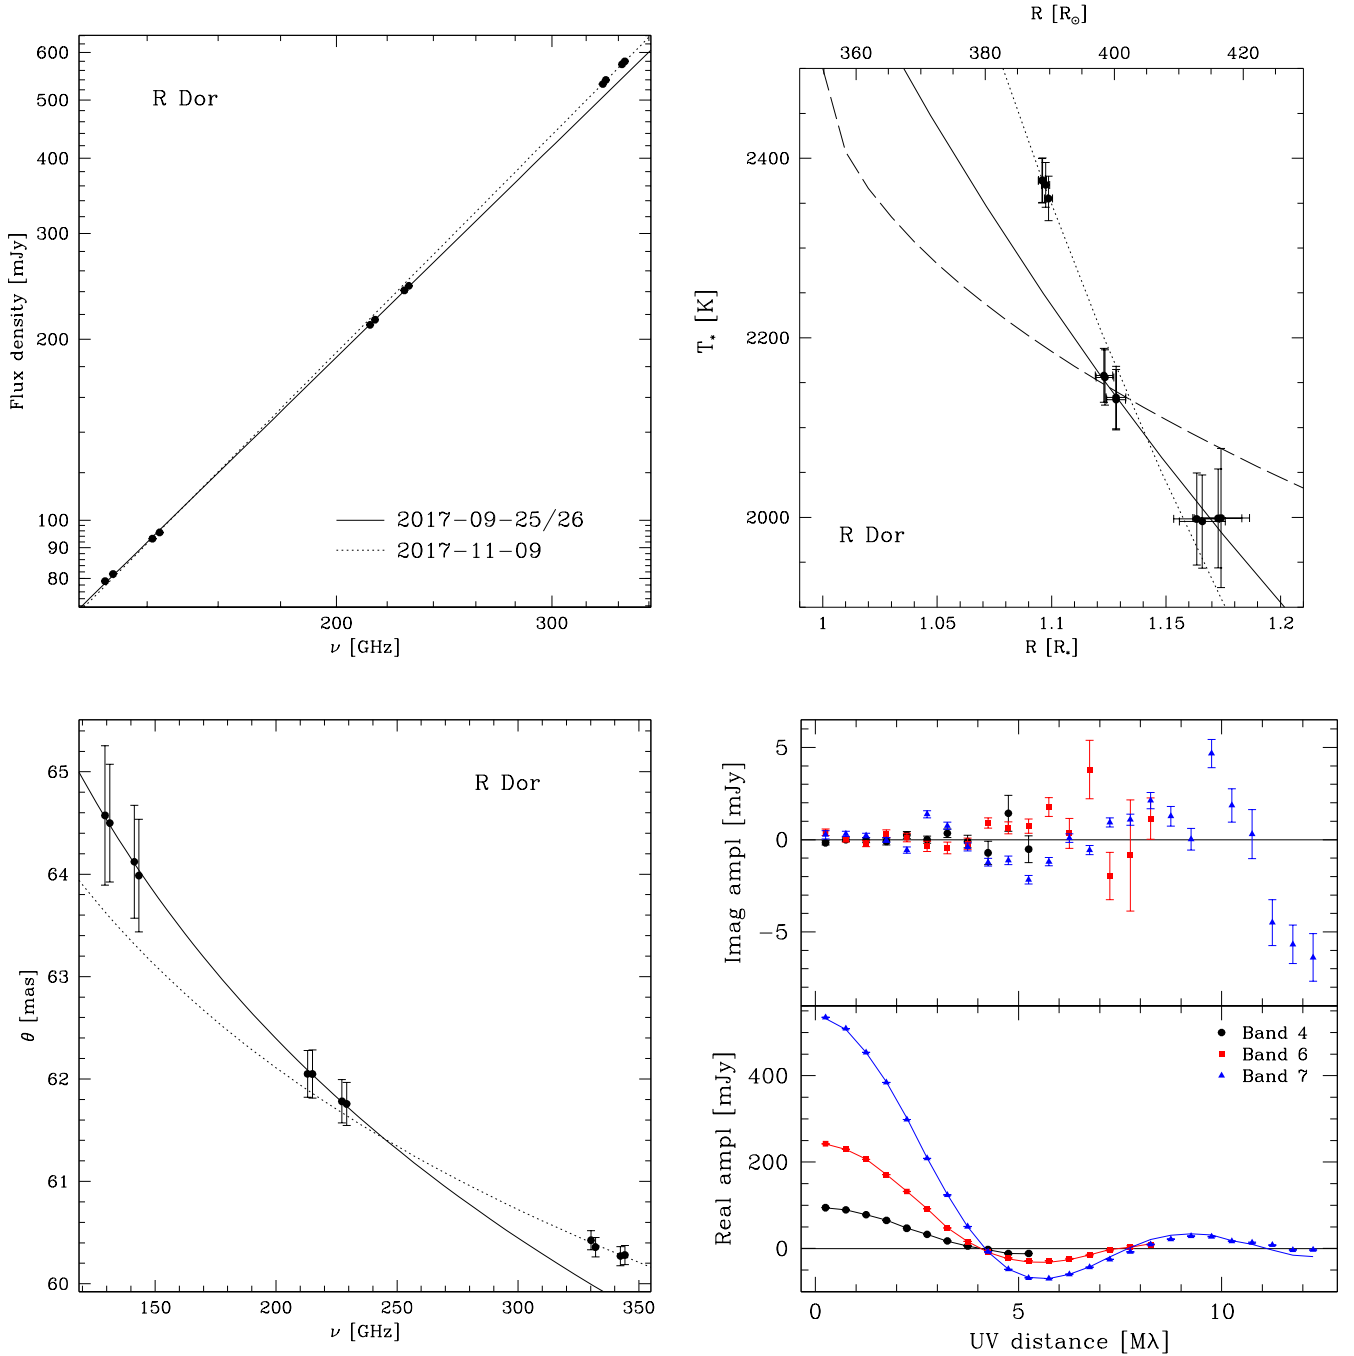 R Dor
600
500
400
300
200
100
90
80
Flux density [mJy]
2017−09−25/26
2017−11−09
200
300
ν [GHz]
R [R⊙]
360
380
400
420
2400
2200
2000
T* [K]
R Dor
1
1.05
1.1
1.15
1.2
R [R*]
R Dor
65
64
63
62
61
60
θ [mas]
150
200
250
300
350
ν [GHz]
5
0
−5
Imag ampl [mJy]
Band 4
Band 6
Band 7
400
200
0
Real ampl [mJy]
0
5
10
UV distance [Mλ]